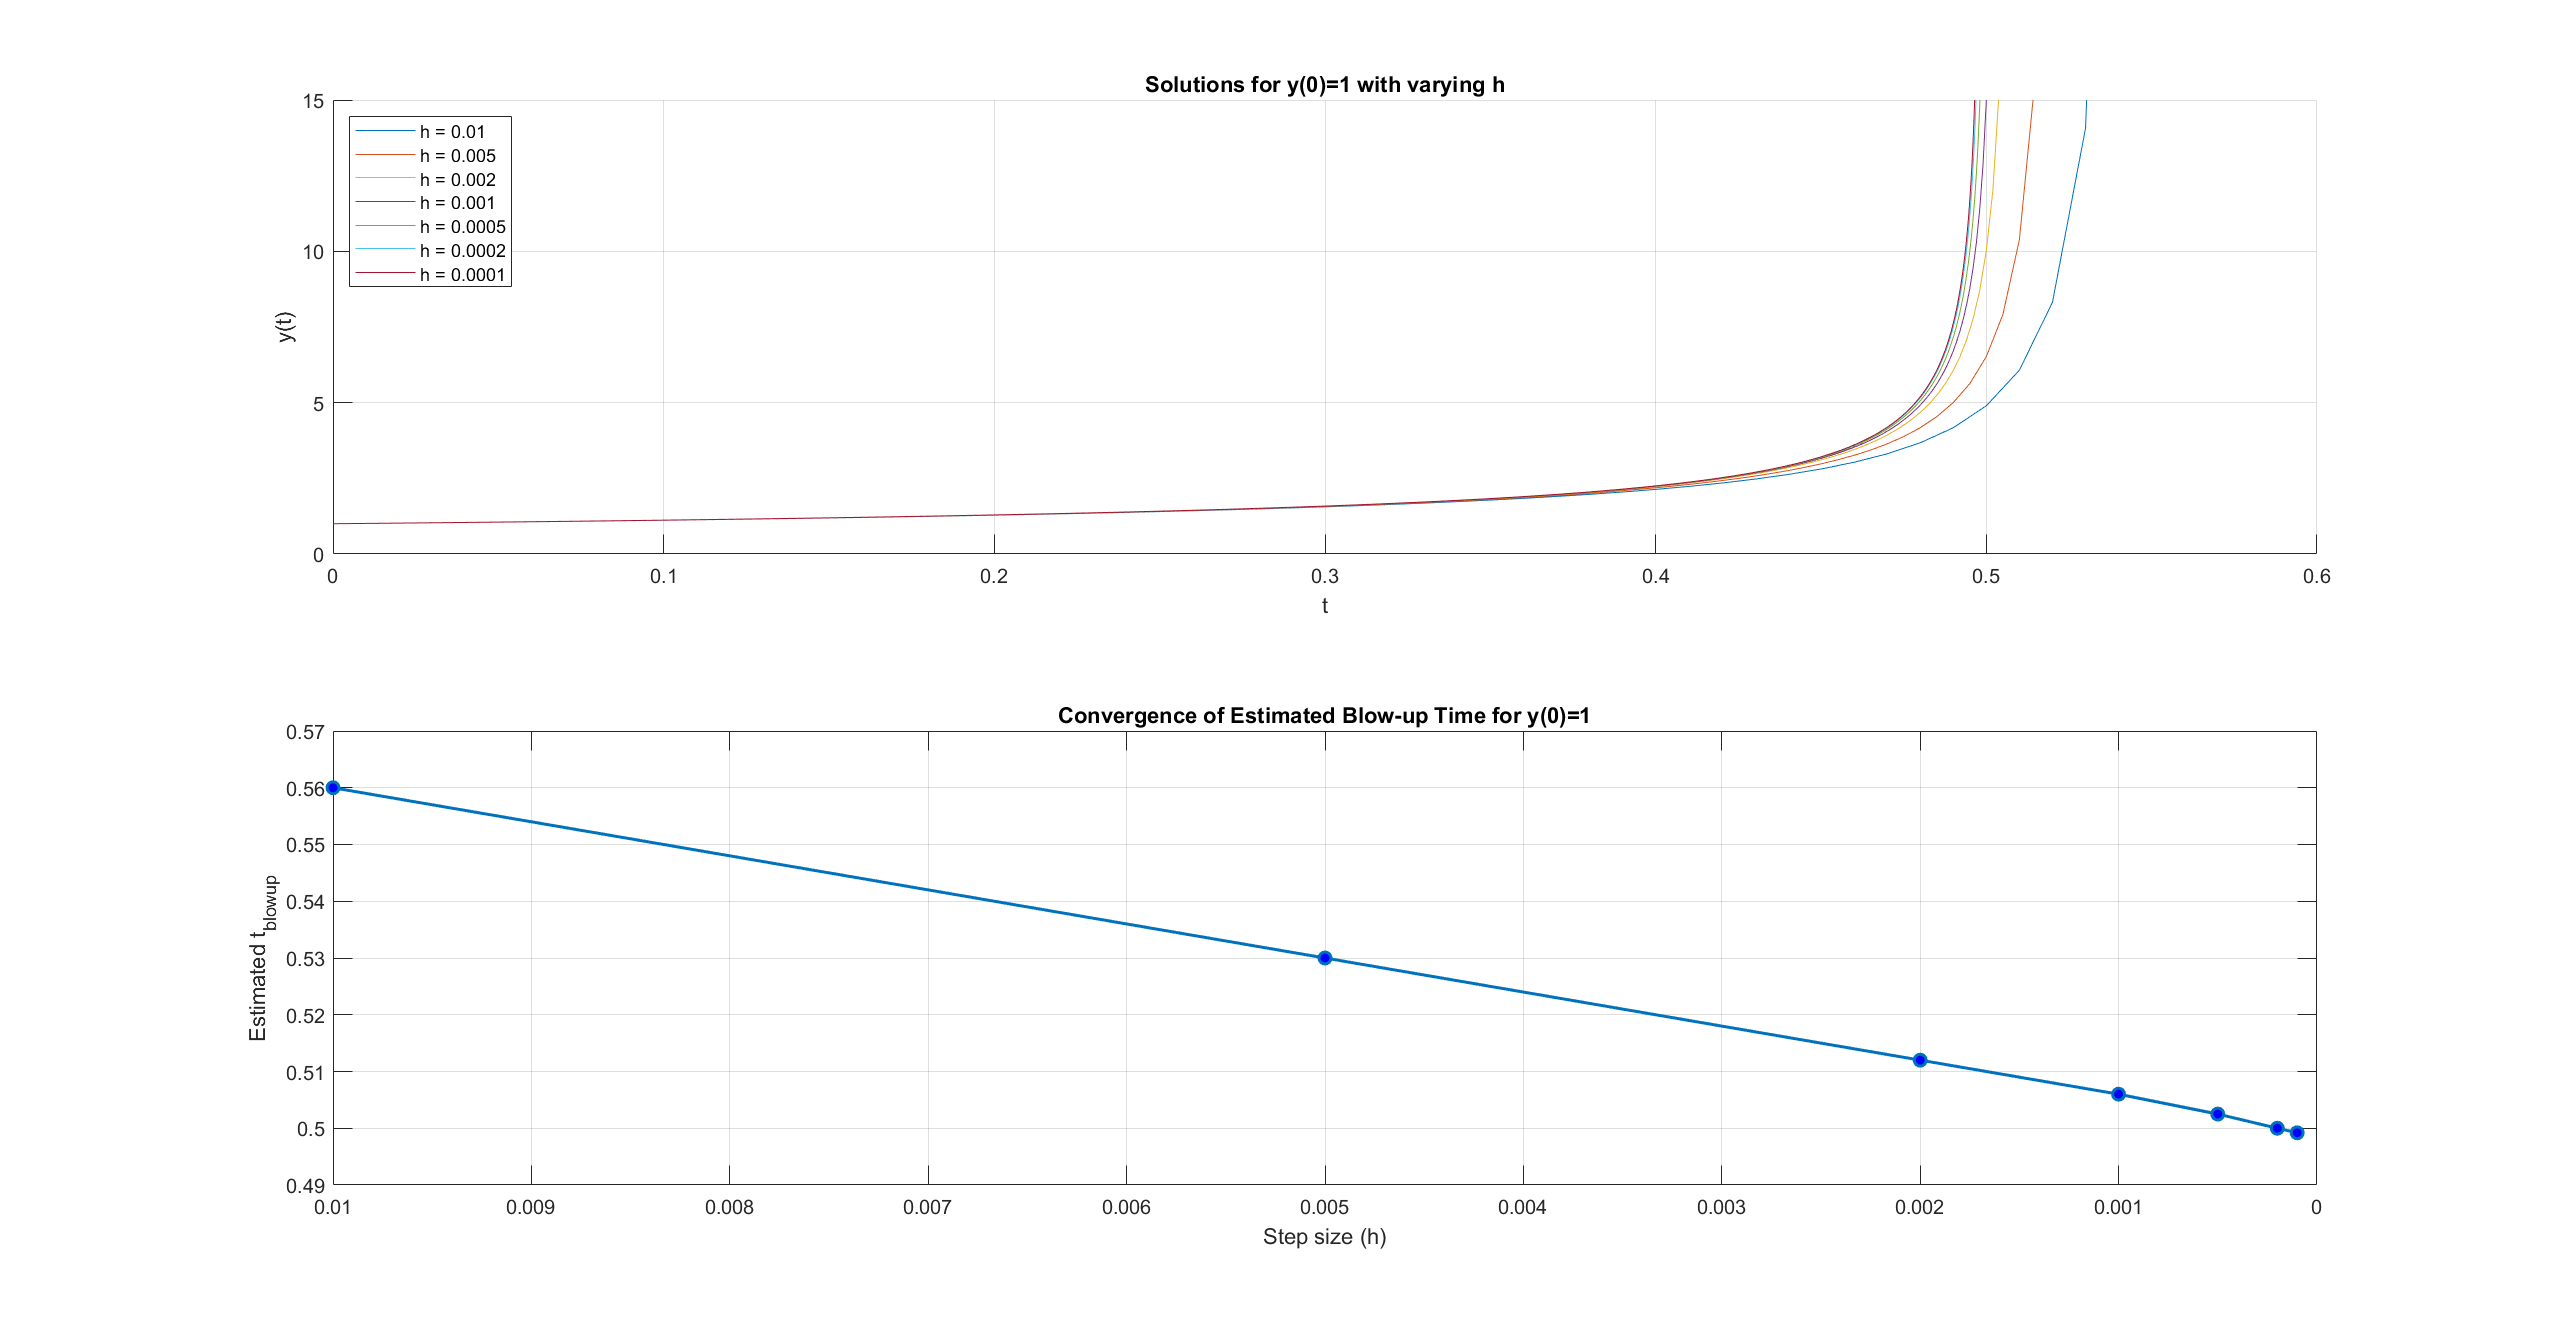 Solutions for y(0)=1 with varying h
15
10
5
0
y(t)
h = 0.01
h = 0.005
h = 0.002
h = 0.001
h = 0.0005
h = 0.0002
h = 0.0001
0 0.1 0.2 0.3 0.4 0.5 0.6
t
Convergence of Estimated Blow-up Time for y(0)=1
0.57
0.56
0.55
0.54
0.53
0.52
0.51
0.5
0.49
Estimated t_blowup
0.01 0.009 0.008 0.007 0.006 0.005 0.004 0.003 0.002 0.001 0
Step size (h)